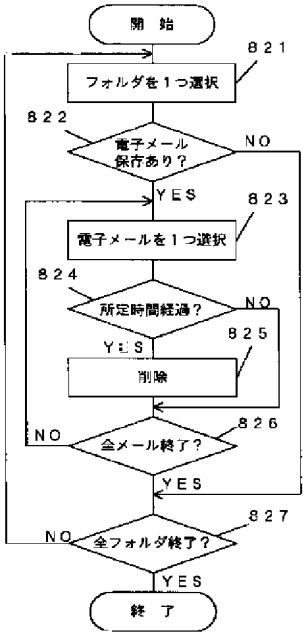 開 始
８２１
フォルダを１つ選択
８２２
電子メール
保存あり？
NO
YES
８２３
電子メールを１つ選択
８２４
所定時間経過？
NO
YES
８２５
削除
８２６
全メール終了？
NO
YES
８２７
全フォルダ終了？
NO
YES
終 了